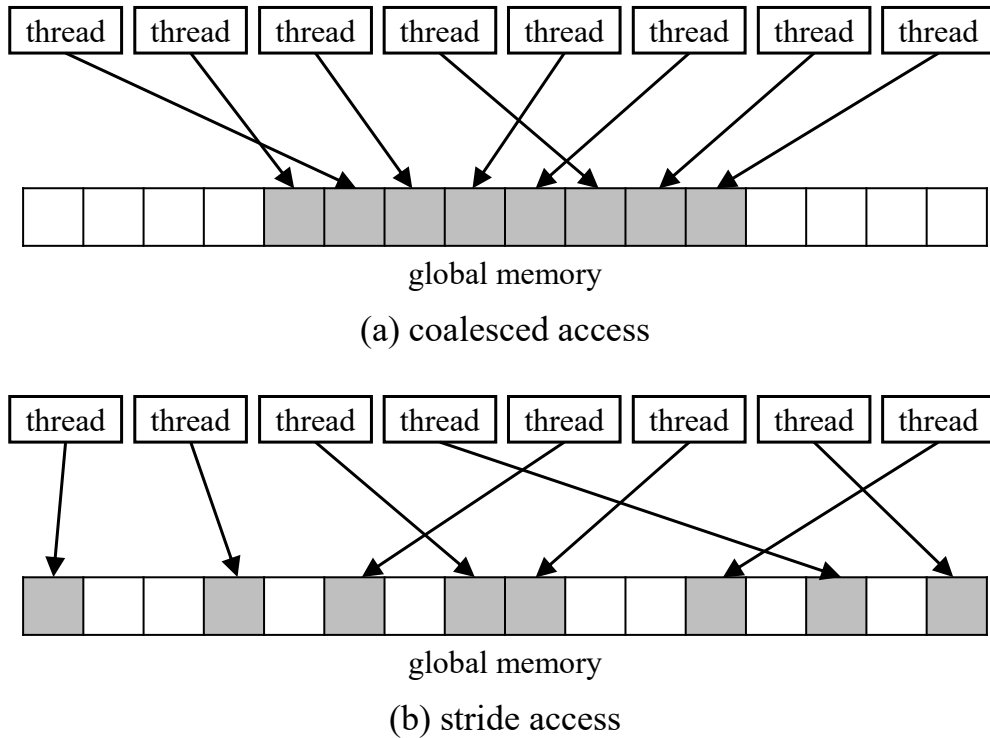 thread thread thread thread thread thread thread thread
global memory
(a) coalesced access
thread thread thread thread thread thread thread thread
global memory
(b) stride access